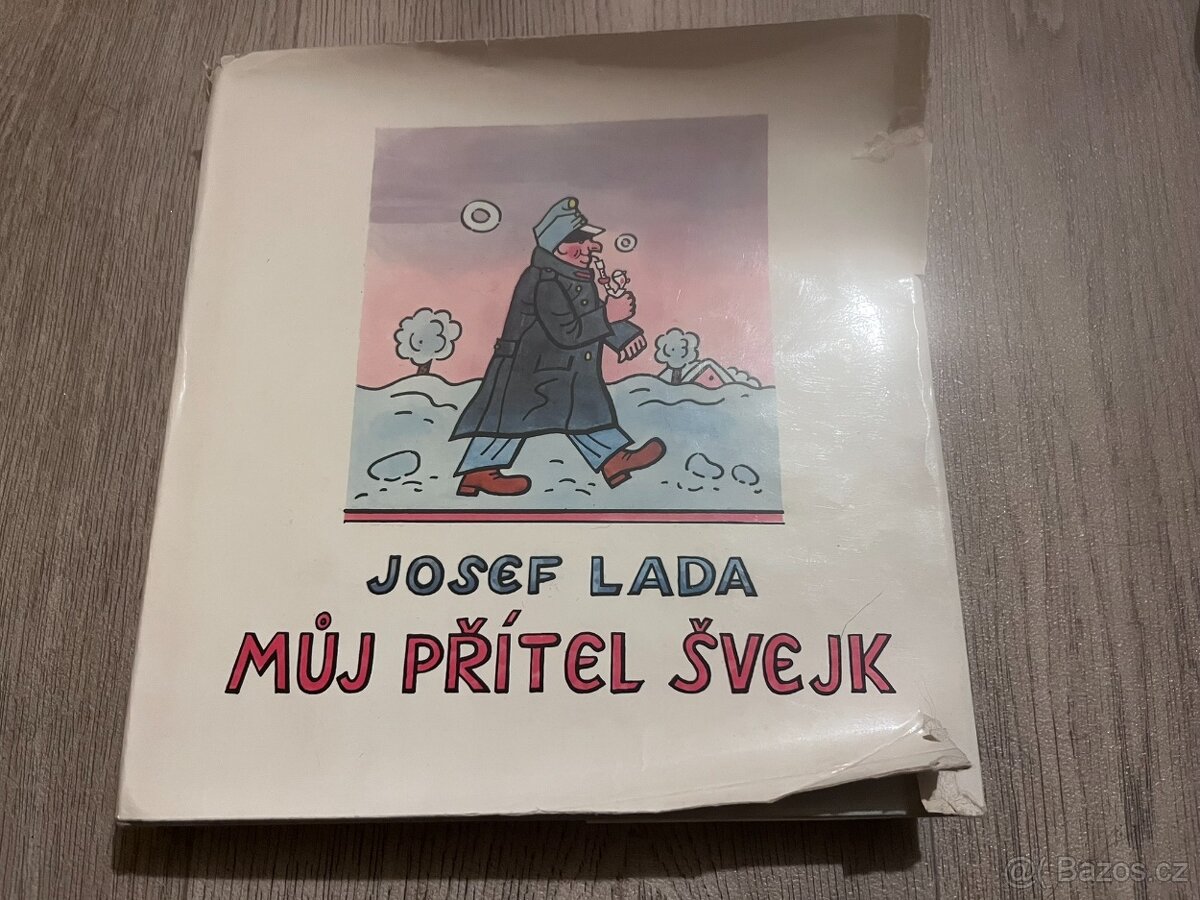 JOSEF LADA
MŮJ PŘÍTEL ŠVEJK
@ Bazos.cz